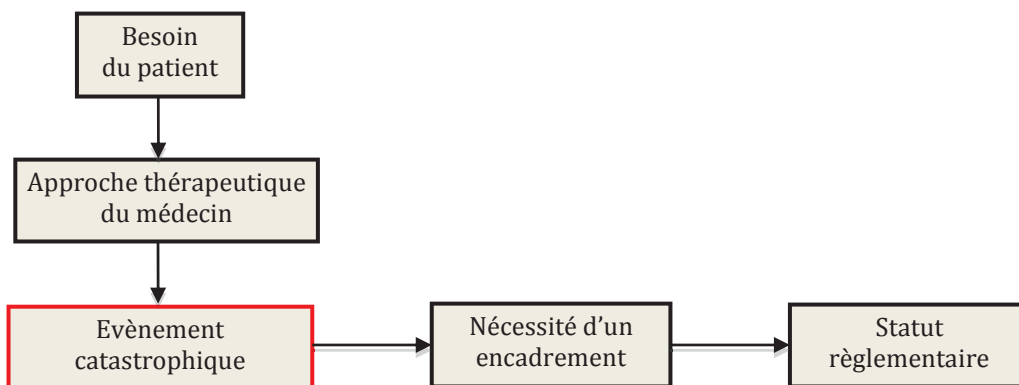 Besoin
du patient
Approche thérapeutique
du médecin
Evènement
catastrophique
Nécessité d’un
encadrement
Statut
règlementaire